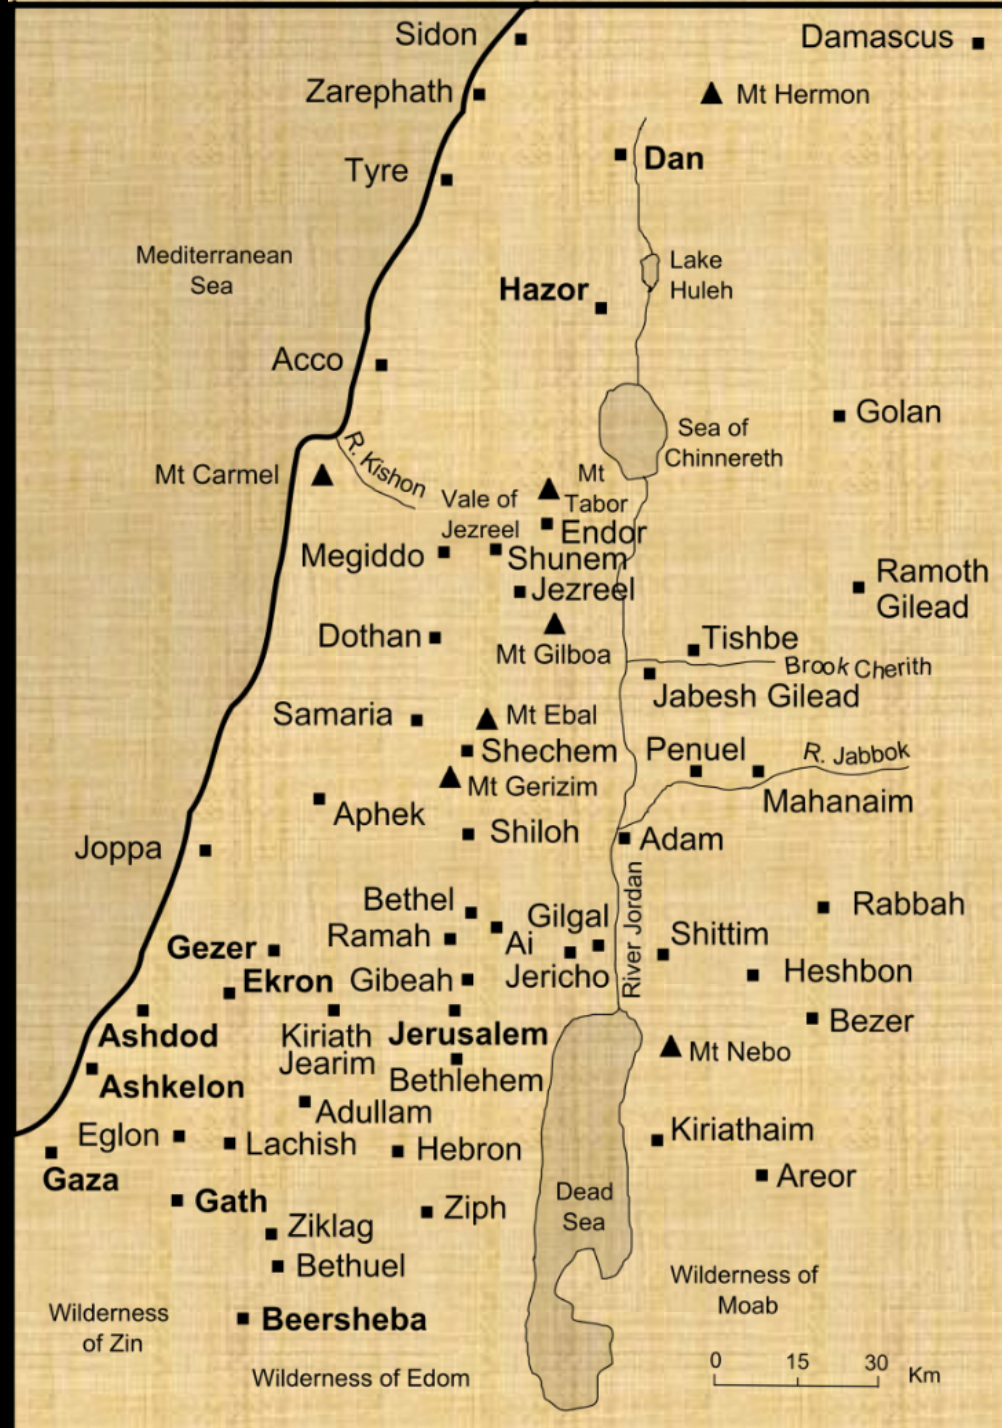 Sidon
Damascus
Zarephath
Mt Hermon
Dan
Tyre
Mediterranean
Sea
Lake
Huleh
Hazor
Acco
Golan
Sea of
Chinnereth
R. Kishon
Mt Carmel
Mt
Tabor
Vale of
Jezreel
Endor
Megiddo
Shunem
Jezreel
Ramoth
Gilead
Dothan
Mt Gilboa
Tishbe
Brook Cherith
Jabesh Gilead
Samaria
Mt Ebal
Shechem
Penuel
R. Jabbok
Mt Gerizim
Mahanaim
Aphek
Shiloh
Adam
Joppa
River Jordan
Bethel
Gilgal
Rabbah
Ramah
Ai
Shittim
Gezer
Jericho
Heshbon
Ekron
Gibeah
Bezer
Ashdod
Kiriath
Jearim
Jerusalem
Mt Nebo
Bethlehem
Ashkelon
Adullam
Eglon
Lachish
Hebron
Kiriathaim
Gaza
Areor
Gath
Ziph
Dead
Sea
Ziklag
Bethuel
Wilderness of
Moab
Wilderness
of Zin
Beersheba
Wilderness of Edom
0 15 30 Km